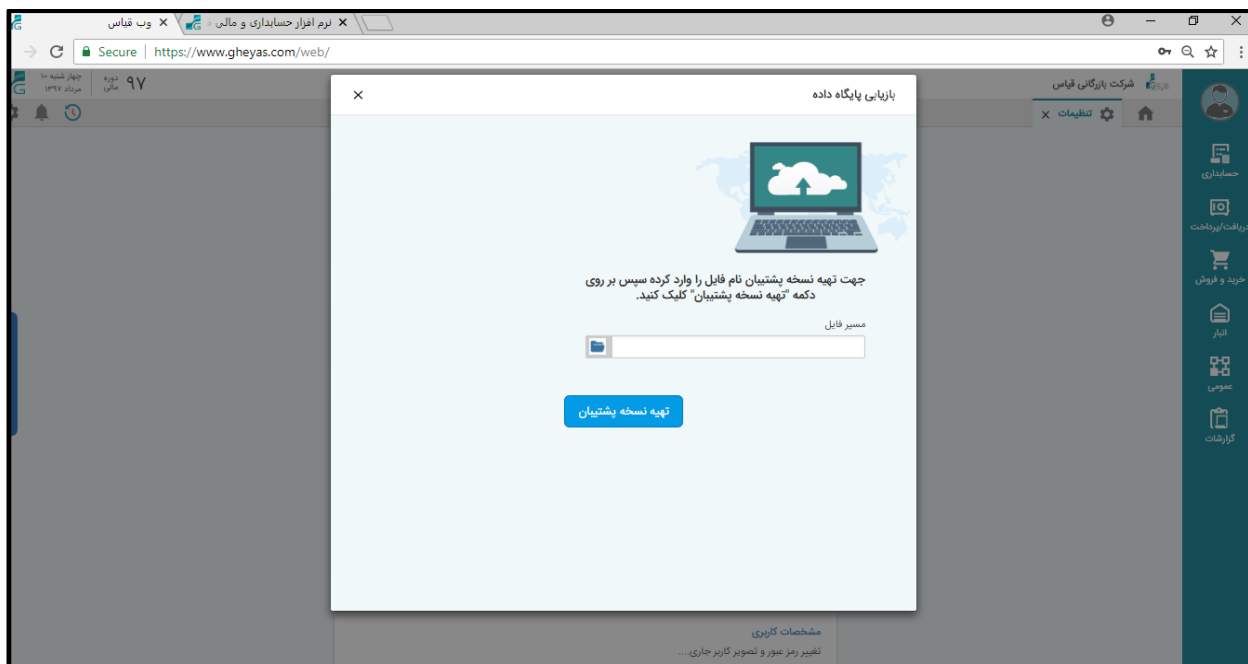 نرم افزار حسابداری و مالی
وب قیاس
Secure | https://www.gheyas.com/web/
شرکت بازرگانی قیاس
دوره مالی ۹۷
چهار شنبه ۱۰
مرداد ۱۳۹۷
تنظیمات
بازیابی پایگاه داده
جهت تهیه نسخه پشتیبان نام فایل را وارد کرده سپس بر روی
دکمه "تهیه نسخه پشتیبان" کلیک کنید.
مسیر فایل
تهیه نسخه پشتیبان
حسابداری
دریافت/پرداخت
خرید و فروش
انبار
عمومی
گزارشات
مشخصات کاربری
تغییر رمز عبور و تصویر کاربر جاری....